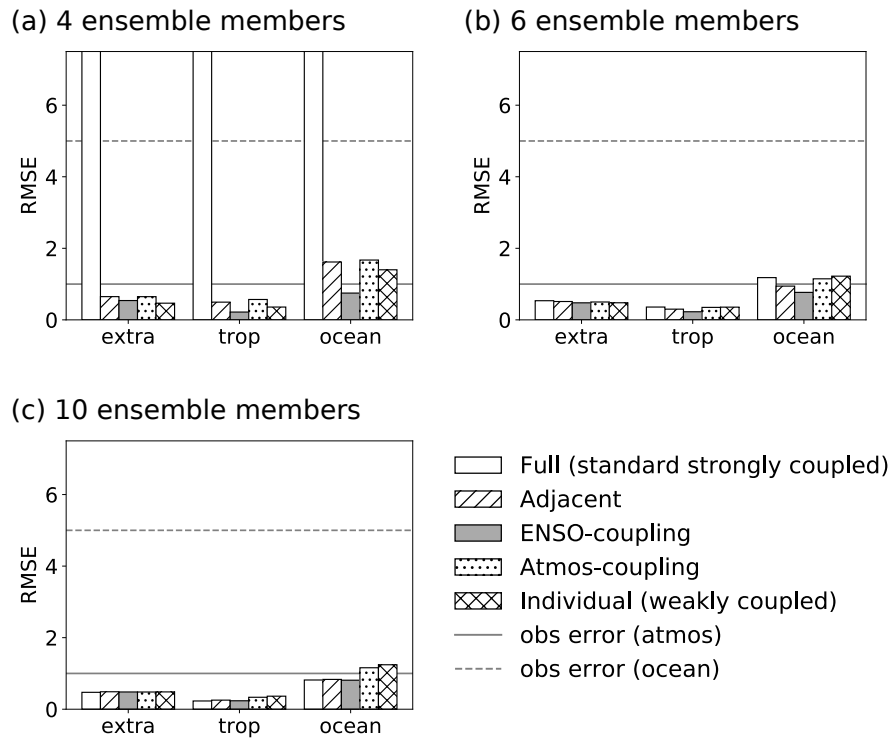 (a) 4 ensemble members
RMSE
6
4
2
0
extra trop ocean
(b) 6 ensemble members
RMSE
6
4
2
0
extra trop ocean
(c) 10 ensemble members
RMSE
6
4
2
0
extra trop ocean
Full (standard strongly coupled)
Adjacent
ENSO-coupling
Atmos-coupling
Individual (weakly coupled)
obs error (atmos)
obs error (ocean)